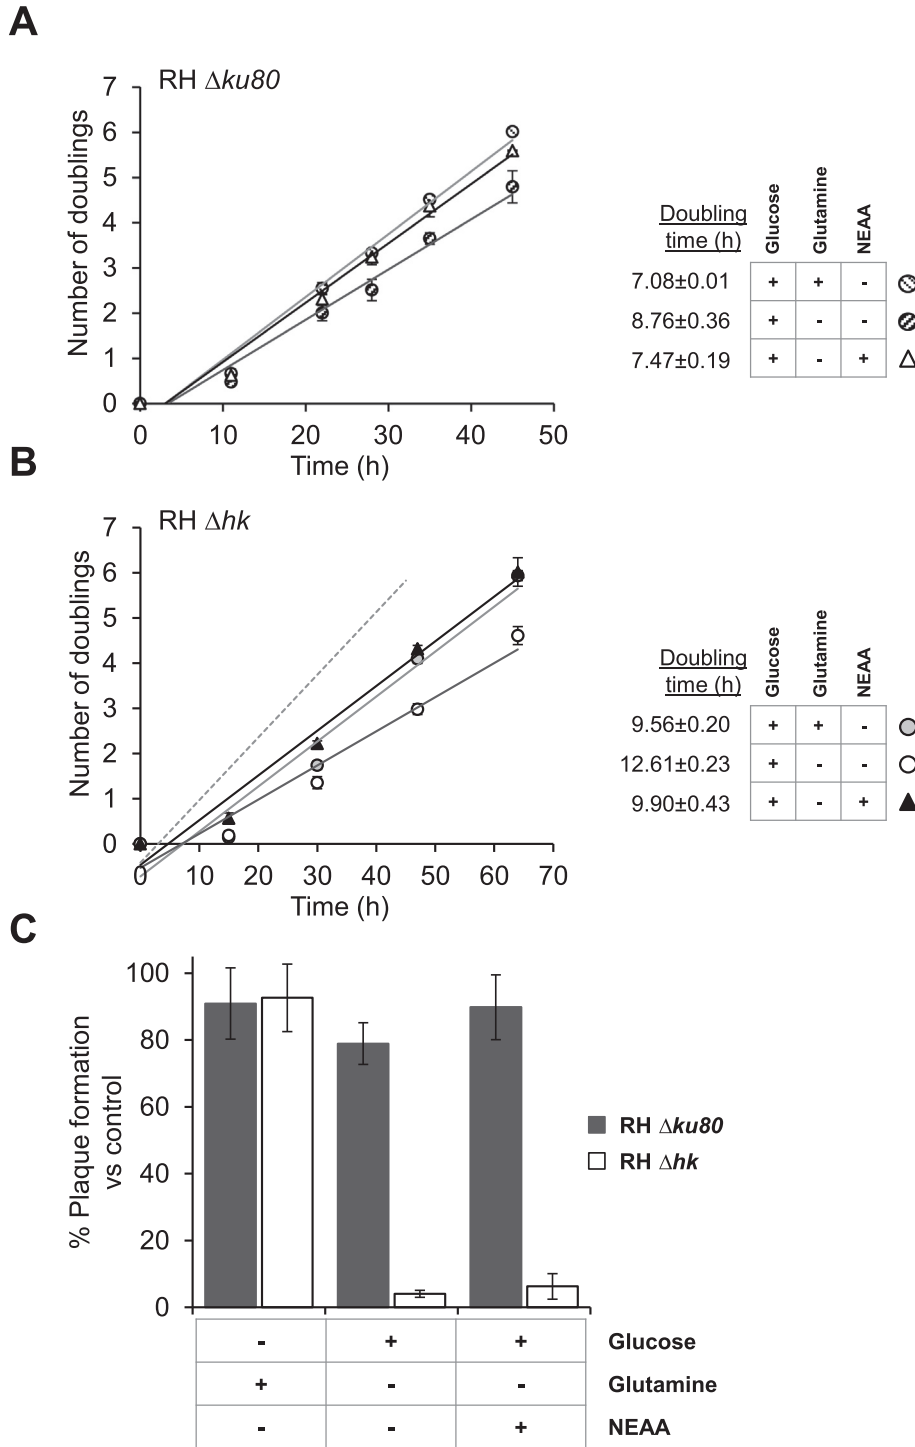 A
RH Δku80
Number of doublings
7
6
5
4
3
2
1
0
0 10 20 30 40 50
Time (h)
Doubling
time (h)
Glucose
Glutamine
NEAA
7.08±0.01 + + -
8.76±0.36 + - -
7.47±0.19 + - +
B
RH Δhk
Number of doublings
7
6
5
4
3
2
1
0
0 10 20 30 40 50 60 70
Time (h)
Doubling
time (h)
Glucose
Glutamine
NEAA
9.56±0.20 + + -
12.61±0.23 + - -
9.90±0.43 + - +
C
% Plaque formation
vs control
100
80
60
40
20
0
RH Δku80
RH Δhk
- + + Glucose
+ - - Glutamine
- - + NEAA